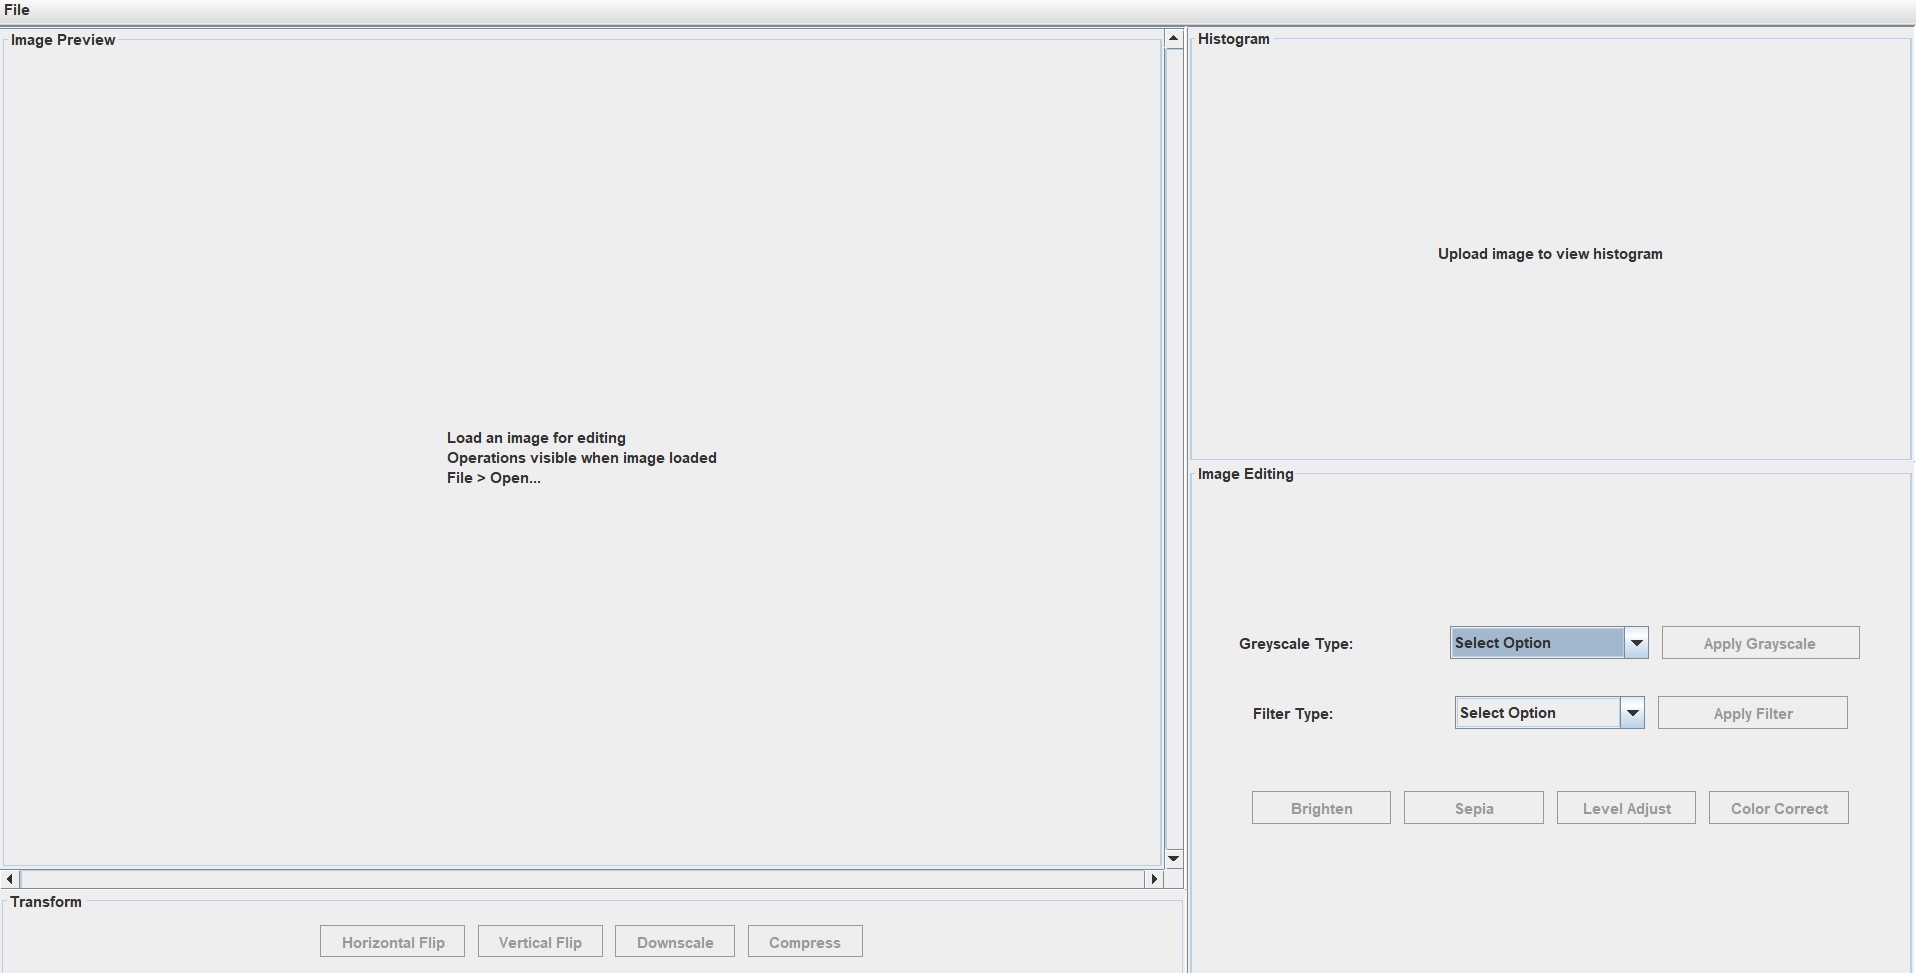 File
Image Preview
Load an image for editing
Operations visible when image loaded
File > Open...
Transform
Horizontal Flip
Vertical Flip
Downscale
Compress
Histogram
Upload image to view histogram
Image Editing
Greyscale Type:
Select Option
Apply Grayscale
Filter Type:
Select Option
Apply Filter
Brighten
Sepia
Level Adjust
Color Correct